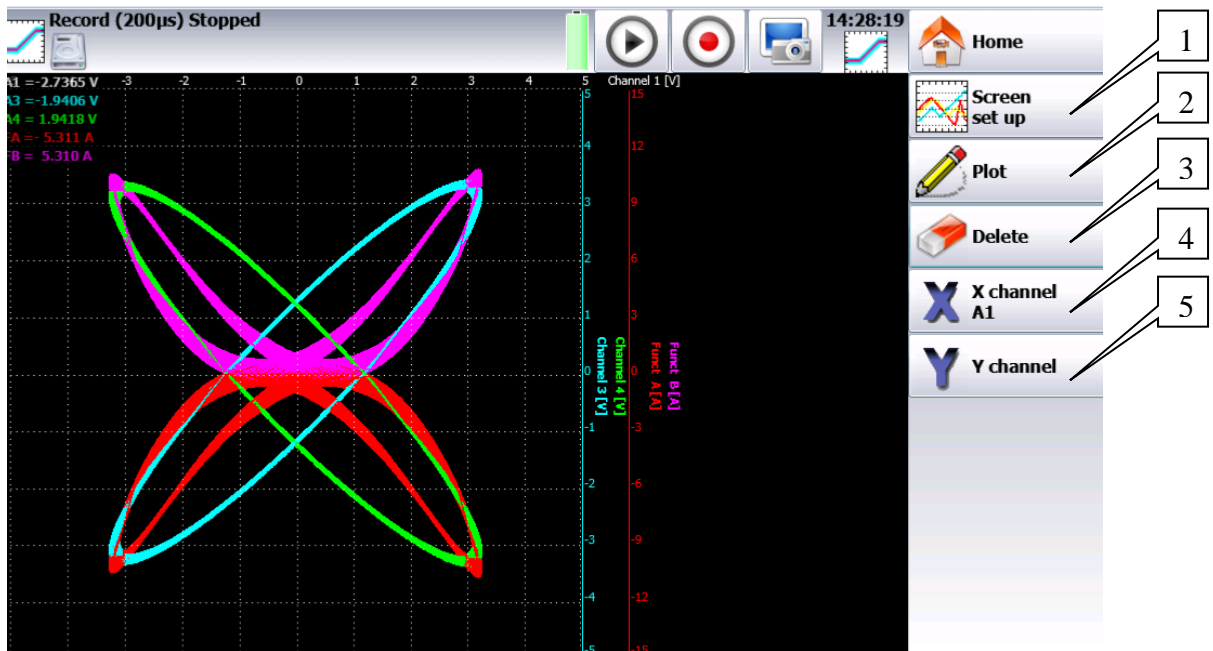 Record (200µs) Stopped
14:28:19
Home
1
A1 =-2.7365 V
-3 -2 -1 0 1 2 3 4 5 Channel 1 [V]
A3 =-1.9406 V
A4 = 1.9418 V
FA =- 5.311 A
FB = 5.310 A
5
4
3
2
1
0
-1
-2
-3
-4
-5
15
12
9
6
3
0
-3
-6
-9
-12
-15
Channel 3 [V]
Channel 4 [V]
Funct A [A]
Funct B [A]
Screen
set up
2
Plot
3
Delete
4
X channel
A1
5
Y channel